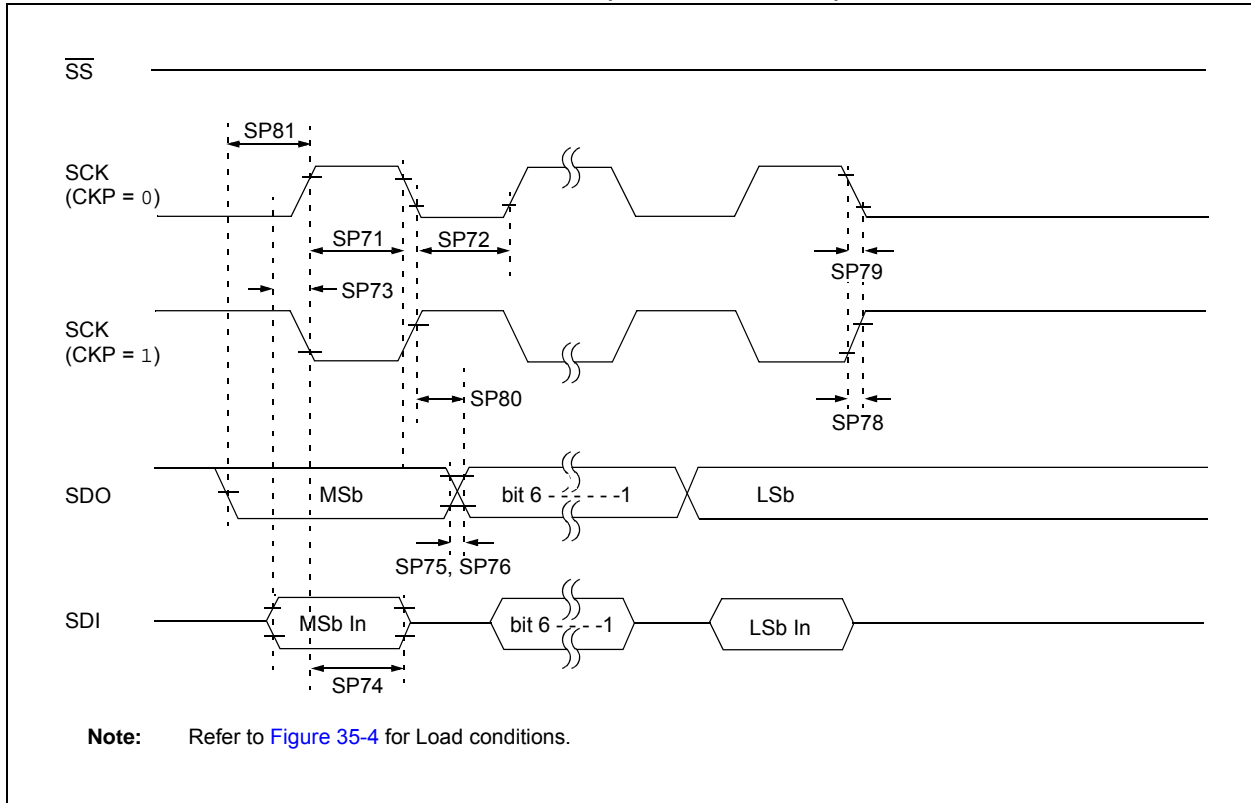 SS
SP81
SCK
(CKP = 0)
SP71
SP72
SP79
SP73
SCK
(CKP = 1)
SP80
SP78
SDO
MSb
bit 6 - - - - - -1
LSb
SP75, SP76
SDI
MSb In
bit 6 - - - -1
LSb In
SP74
Note: Refer to Figure 35-4 for Load conditions.